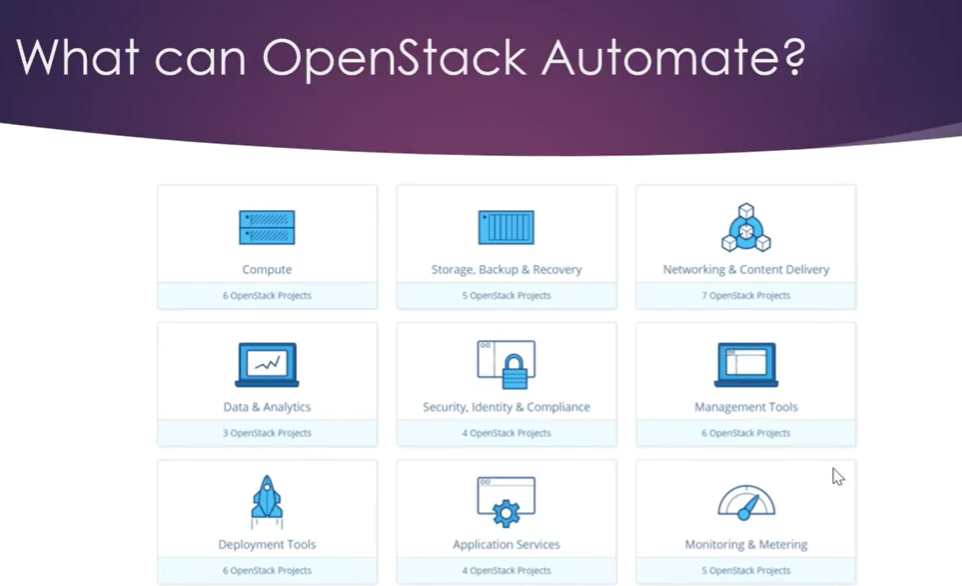 What can OpenStack Automate?
Compute
6 OpenStack Projects
Storage, Backup & Recovery
5 OpenStack Projects
Networking & Content Delivery
7 OpenStack Projects
Data & Analytics
3 OpenStack Projects
Security, Identity & Compliance
4 OpenStack Projects
Management Tools
6 OpenStack Projects
Deployment Tools
6 OpenStack Projects
Application Services
4 OpenStack Projects
Monitoring & Metering
5 OpenStack Projects